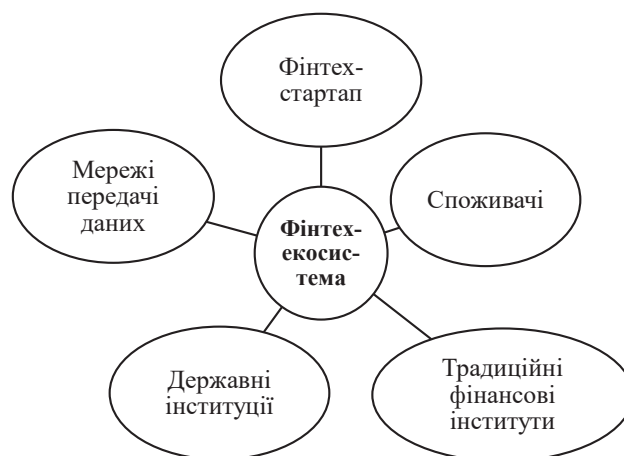 Фінтех-
стартап
Мережі
передачі
даних
Споживачі
Фінтех-
екосис-
тема
Державні
інституції
Традиційні
фінансові
інститути